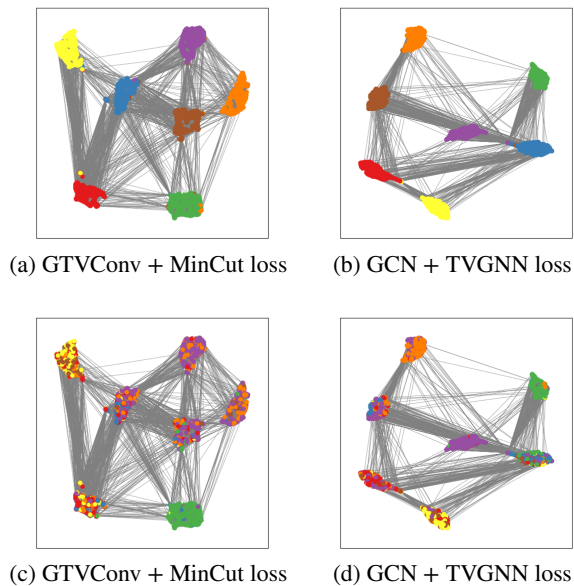 (a) GTVConv + MinCut loss
(b) GCN + TVGNN loss
(c) GTVConv + MinCut loss
(d) GCN + TVGNN loss